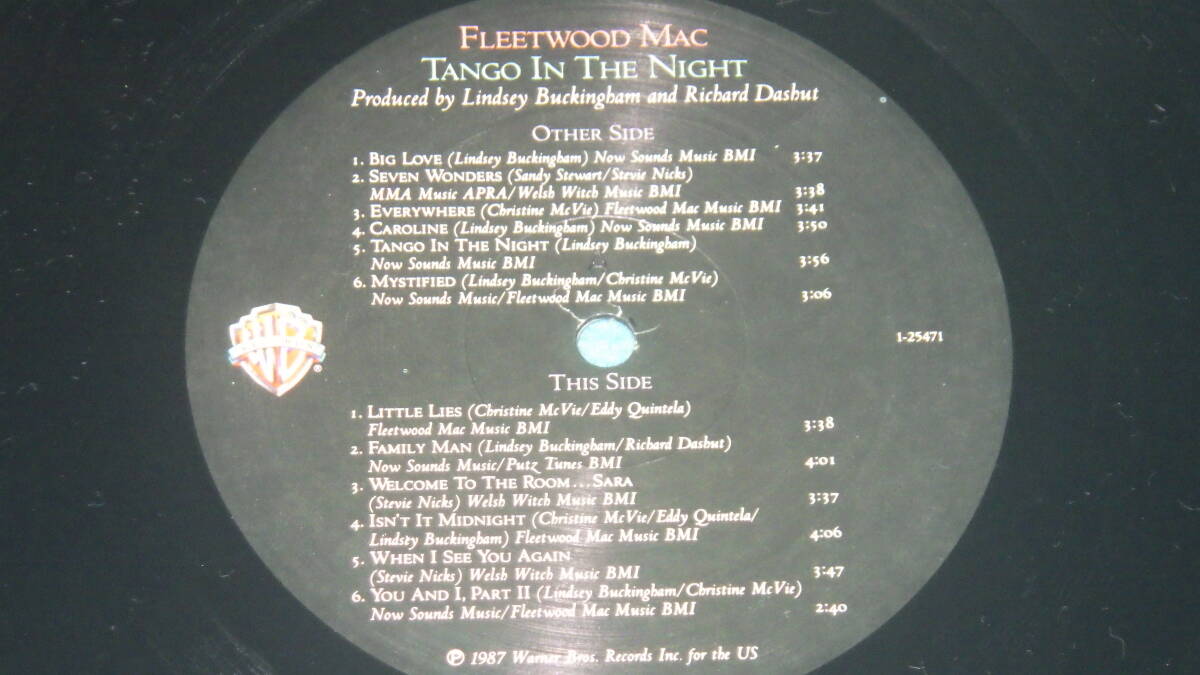 FLEETWOOD MAC
TANGO IN THE NIGHT
Produced by Lindsey Buckingham and Richard Dashut
OTHER SIDE
1. BIG LOVE (Lindsey Buckingham) Now Sounds Music BMI 3:37
2. SEVEN WONDERS (Sandy Stewart/Stevie Nicks)
MMA Music APRA/Welsh Witch Music BMI 3:38
3. EVERYWHERE (Christine McVie) Fleetwood Mac Music BMI 3:41
4. CAROLINE (Lindsey Buckingham) Now Sounds Music BMI 3:50
5. TANGO IN THE NIGHT (Lindsey Buckingham)
Now Sounds Music BMI 3:56
6. MYSTIFIED (Lindsey Buckingham/Christine McVie)
Now Sounds Music/Fleetwood Mac Music BMI 3:06
WB
®
1-25471
THIS SIDE
1. LITTLE LIES (Christine McVie/Eddy Quintela)
Fleetwood Mac Music BMI 3:38
2. FAMILY MAN (Lindsey Buckingham/Richard Dashut)
Now Sounds Music/Putz Tunes BMI 4:01
3. WELCOME TO THE ROOM...SARA
(Stevie Nicks) Welsh Witch Music BMI 3:37
4. ISN'T IT MIDNIGHT (Christine McVie/Eddy Quintela/
Lindsey Buckingham) Fleetwood Mac Music BMI 4:06
5. WHEN I SEE YOU AGAIN
(Stevie Nicks) Welsh Witch Music BMI 3:47
6. YOU AND I, PART II (Lindsey Buckingham/Christine McVie)
Now Sounds Music/Fleetwood Mac Music BMI 2:40
℗ 1987 Warner Bros. Records Inc. for the US